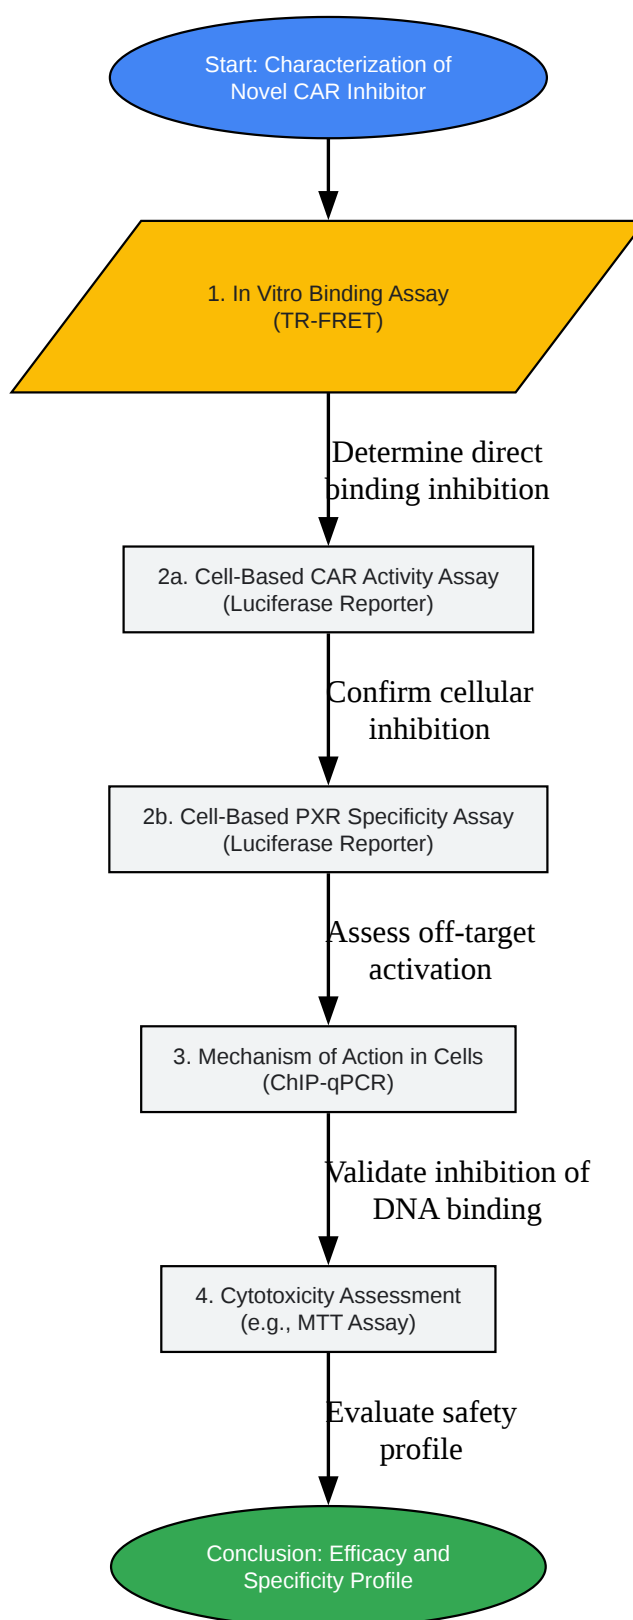 Start: Characterization of
Novel CAR Inhibitor
1. In Vitro Binding Assay
(TR-FRET)
Determine direct
binding inhibition
2a. Cell-Based CAR Activity Assay
(Luciferase Reporter)
Confirm cellular
inhibition
2b. Cell-Based PXR Specificity Assay
(Luciferase Reporter)
Assess off-target
activation
3. Mechanism of Action in Cells
(ChIP-qPCR)
Validate inhibition of
DNA binding
4. Cytotoxicity Assessment
(e.g., MTT Assay)
Evaluate safety
profile
Conclusion: Efficacy and
Specificity Profile